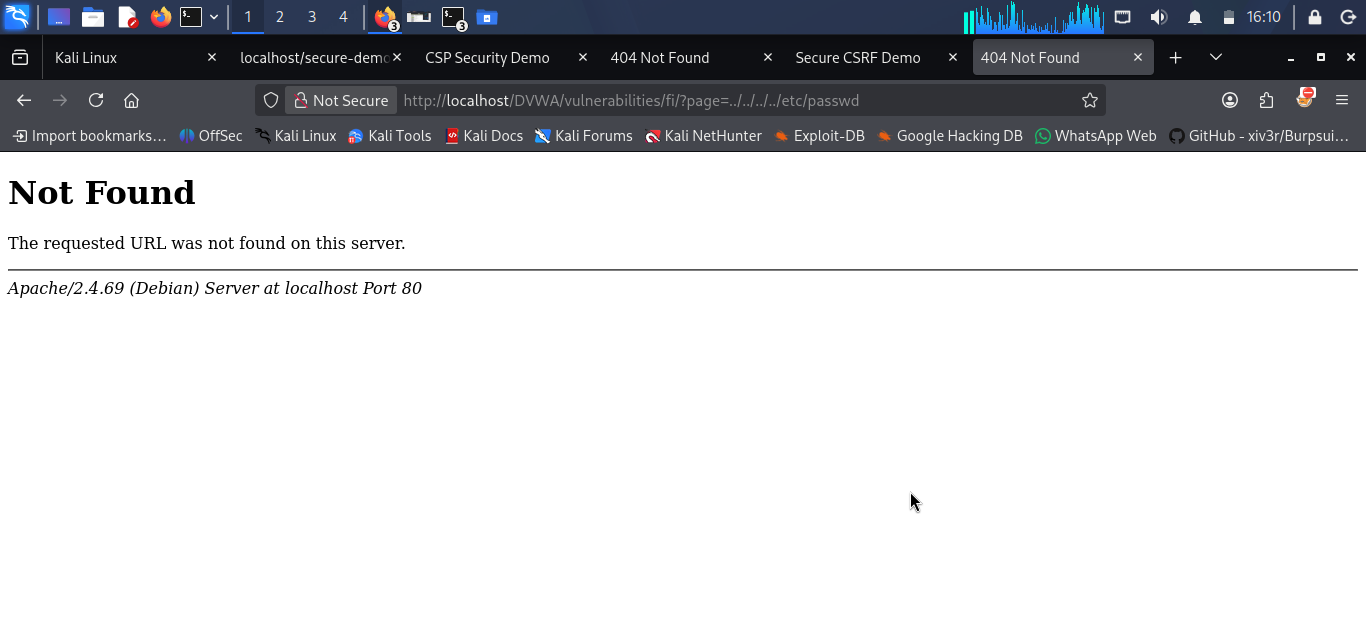 1 2 3 4 3 3 16:10
Kali Linux localhost/secure-demo CSP Security Demo 404 Not Found Secure CSRF Demo 404 Not Found
Not Secure http://localhost/DVWA/vulnerabilities/fi/?page=../../../../etc/passwd
Import bookmarks... OffSec Kali Linux Kali Tools Kali Docs Kali Forums Kali NetHunter Exploit-DB Google Hacking DB WhatsApp Web GitHub - xiv3r/Burpsui...
Not Found
The requested URL was not found on this server.
Apache/2.4.69 (Debian) Server at localhost Port 80